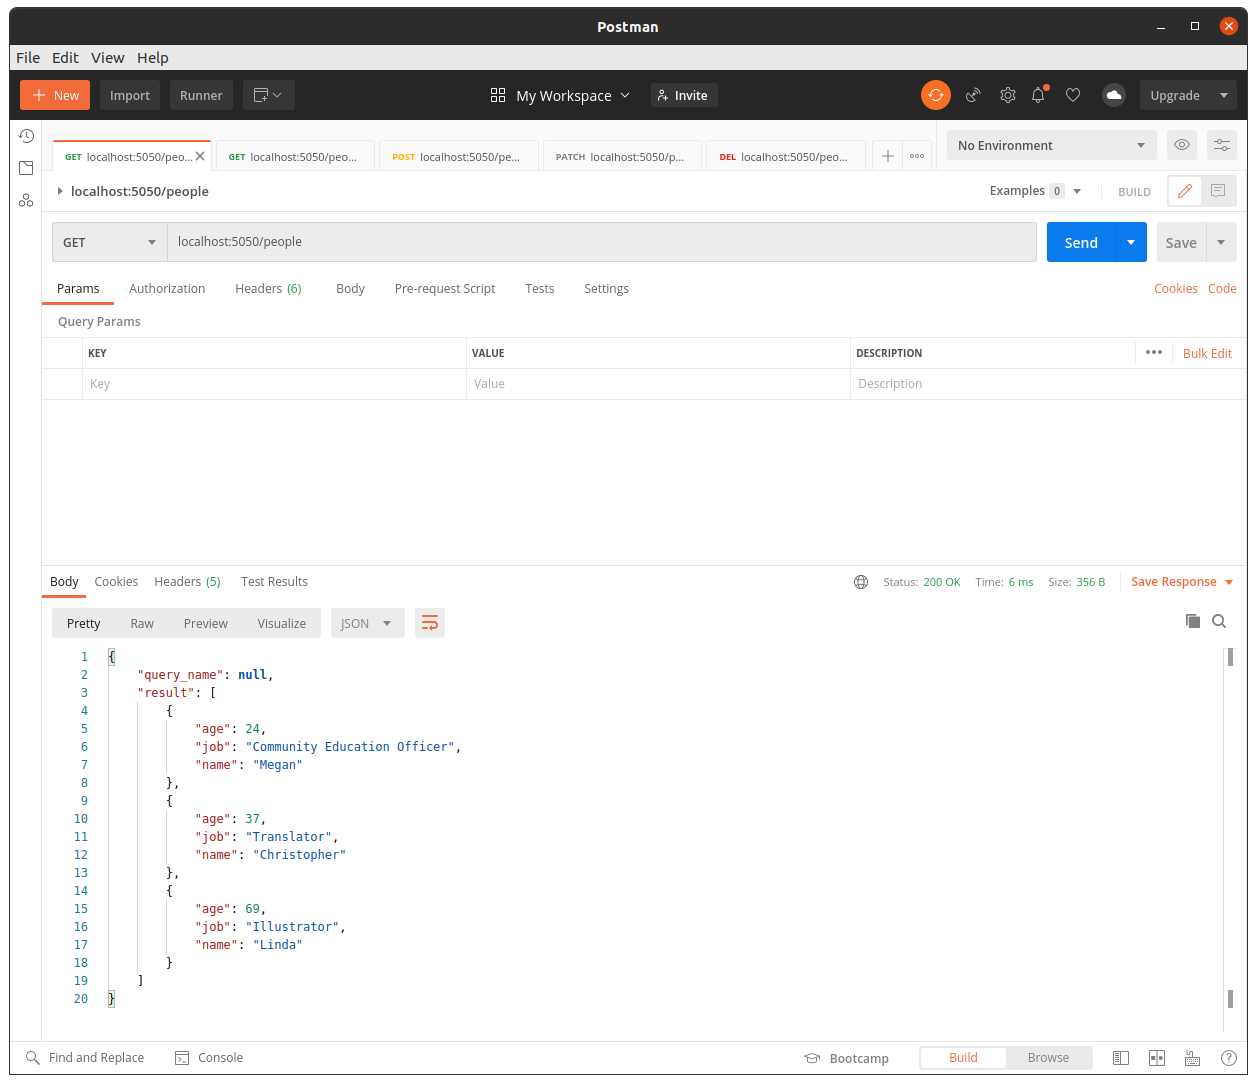 Postman
File Edit View Help
New Import Runner My Workspace Invite Upgrade
GET localhost:5050/peo... GET localhost:5050/peo... POST localhost:5050/pe... PATCH localhost:5050/p... DEL localhost:5050/peo... No Environment
localhost:5050/people Examples 0 BUILD
GET localhost:5050/people Send Save
Params Authorization Headers (6) Body Pre-request Script Tests Settings Cookies Code
Query Params
KEY VALUE DESCRIPTION ••• Bulk Edit
Key Value Description
Body Cookies Headers (5) Test Results Status: 200 OK Time: 6 ms Size: 356 B Save Response
Pretty Raw Preview Visualize JSON
1 {
2 "query_name": null,
3 "result": [
4 {
5 "age": 24,
6 "job": "Community Education Officer",
7 "name": "Megan"
8 },
9 {
10 "age": 37,
11 "job": "Translator",
12 "name": "Christopher"
13 },
14 {
15 "age": 69,
16 "job": "Illustrator",
17 "name": "Linda"
18 }
19 ]
20 }
Find and Replace Console Bootcamp Build Browse